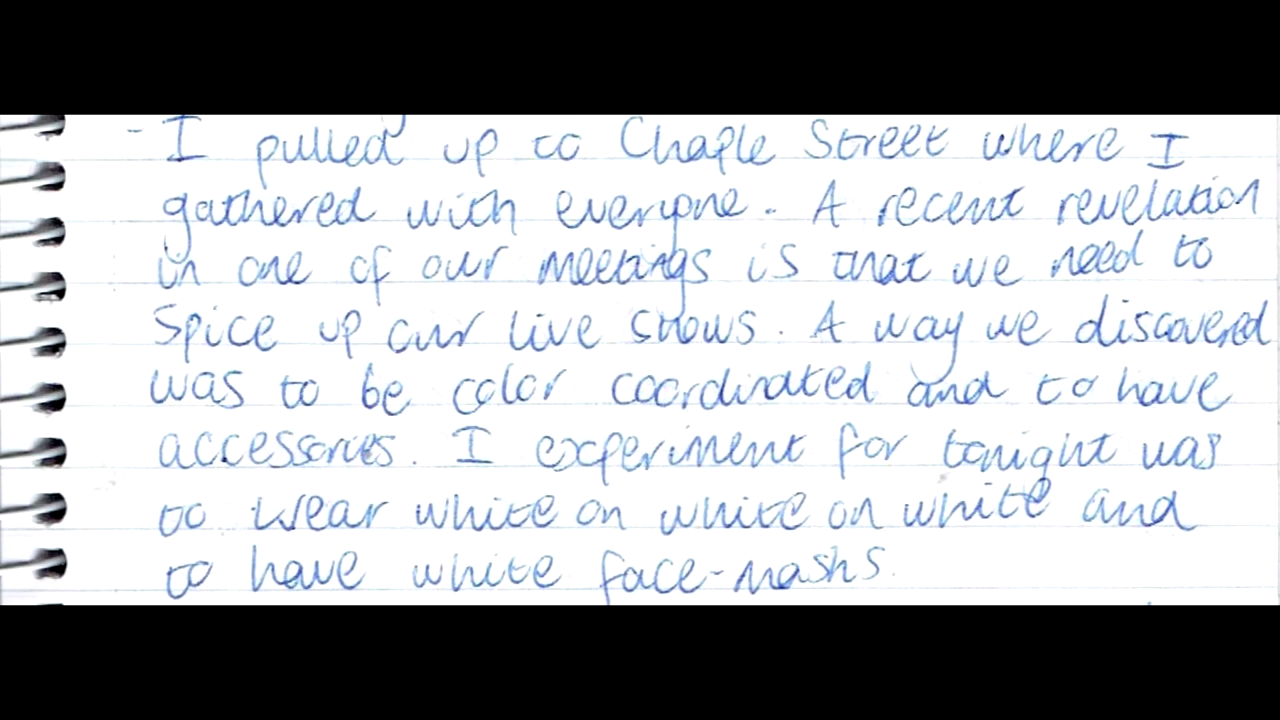 - I pulled up to Chaple Street where I
gathered with everyone. A recent revelation
in one of our meetings is that we need to
spice up our live shows. A way we discovered
was to be color coordinated and to have
accessories. I experiment for tonight was
to wear white on white on white and
to have white face-masks.